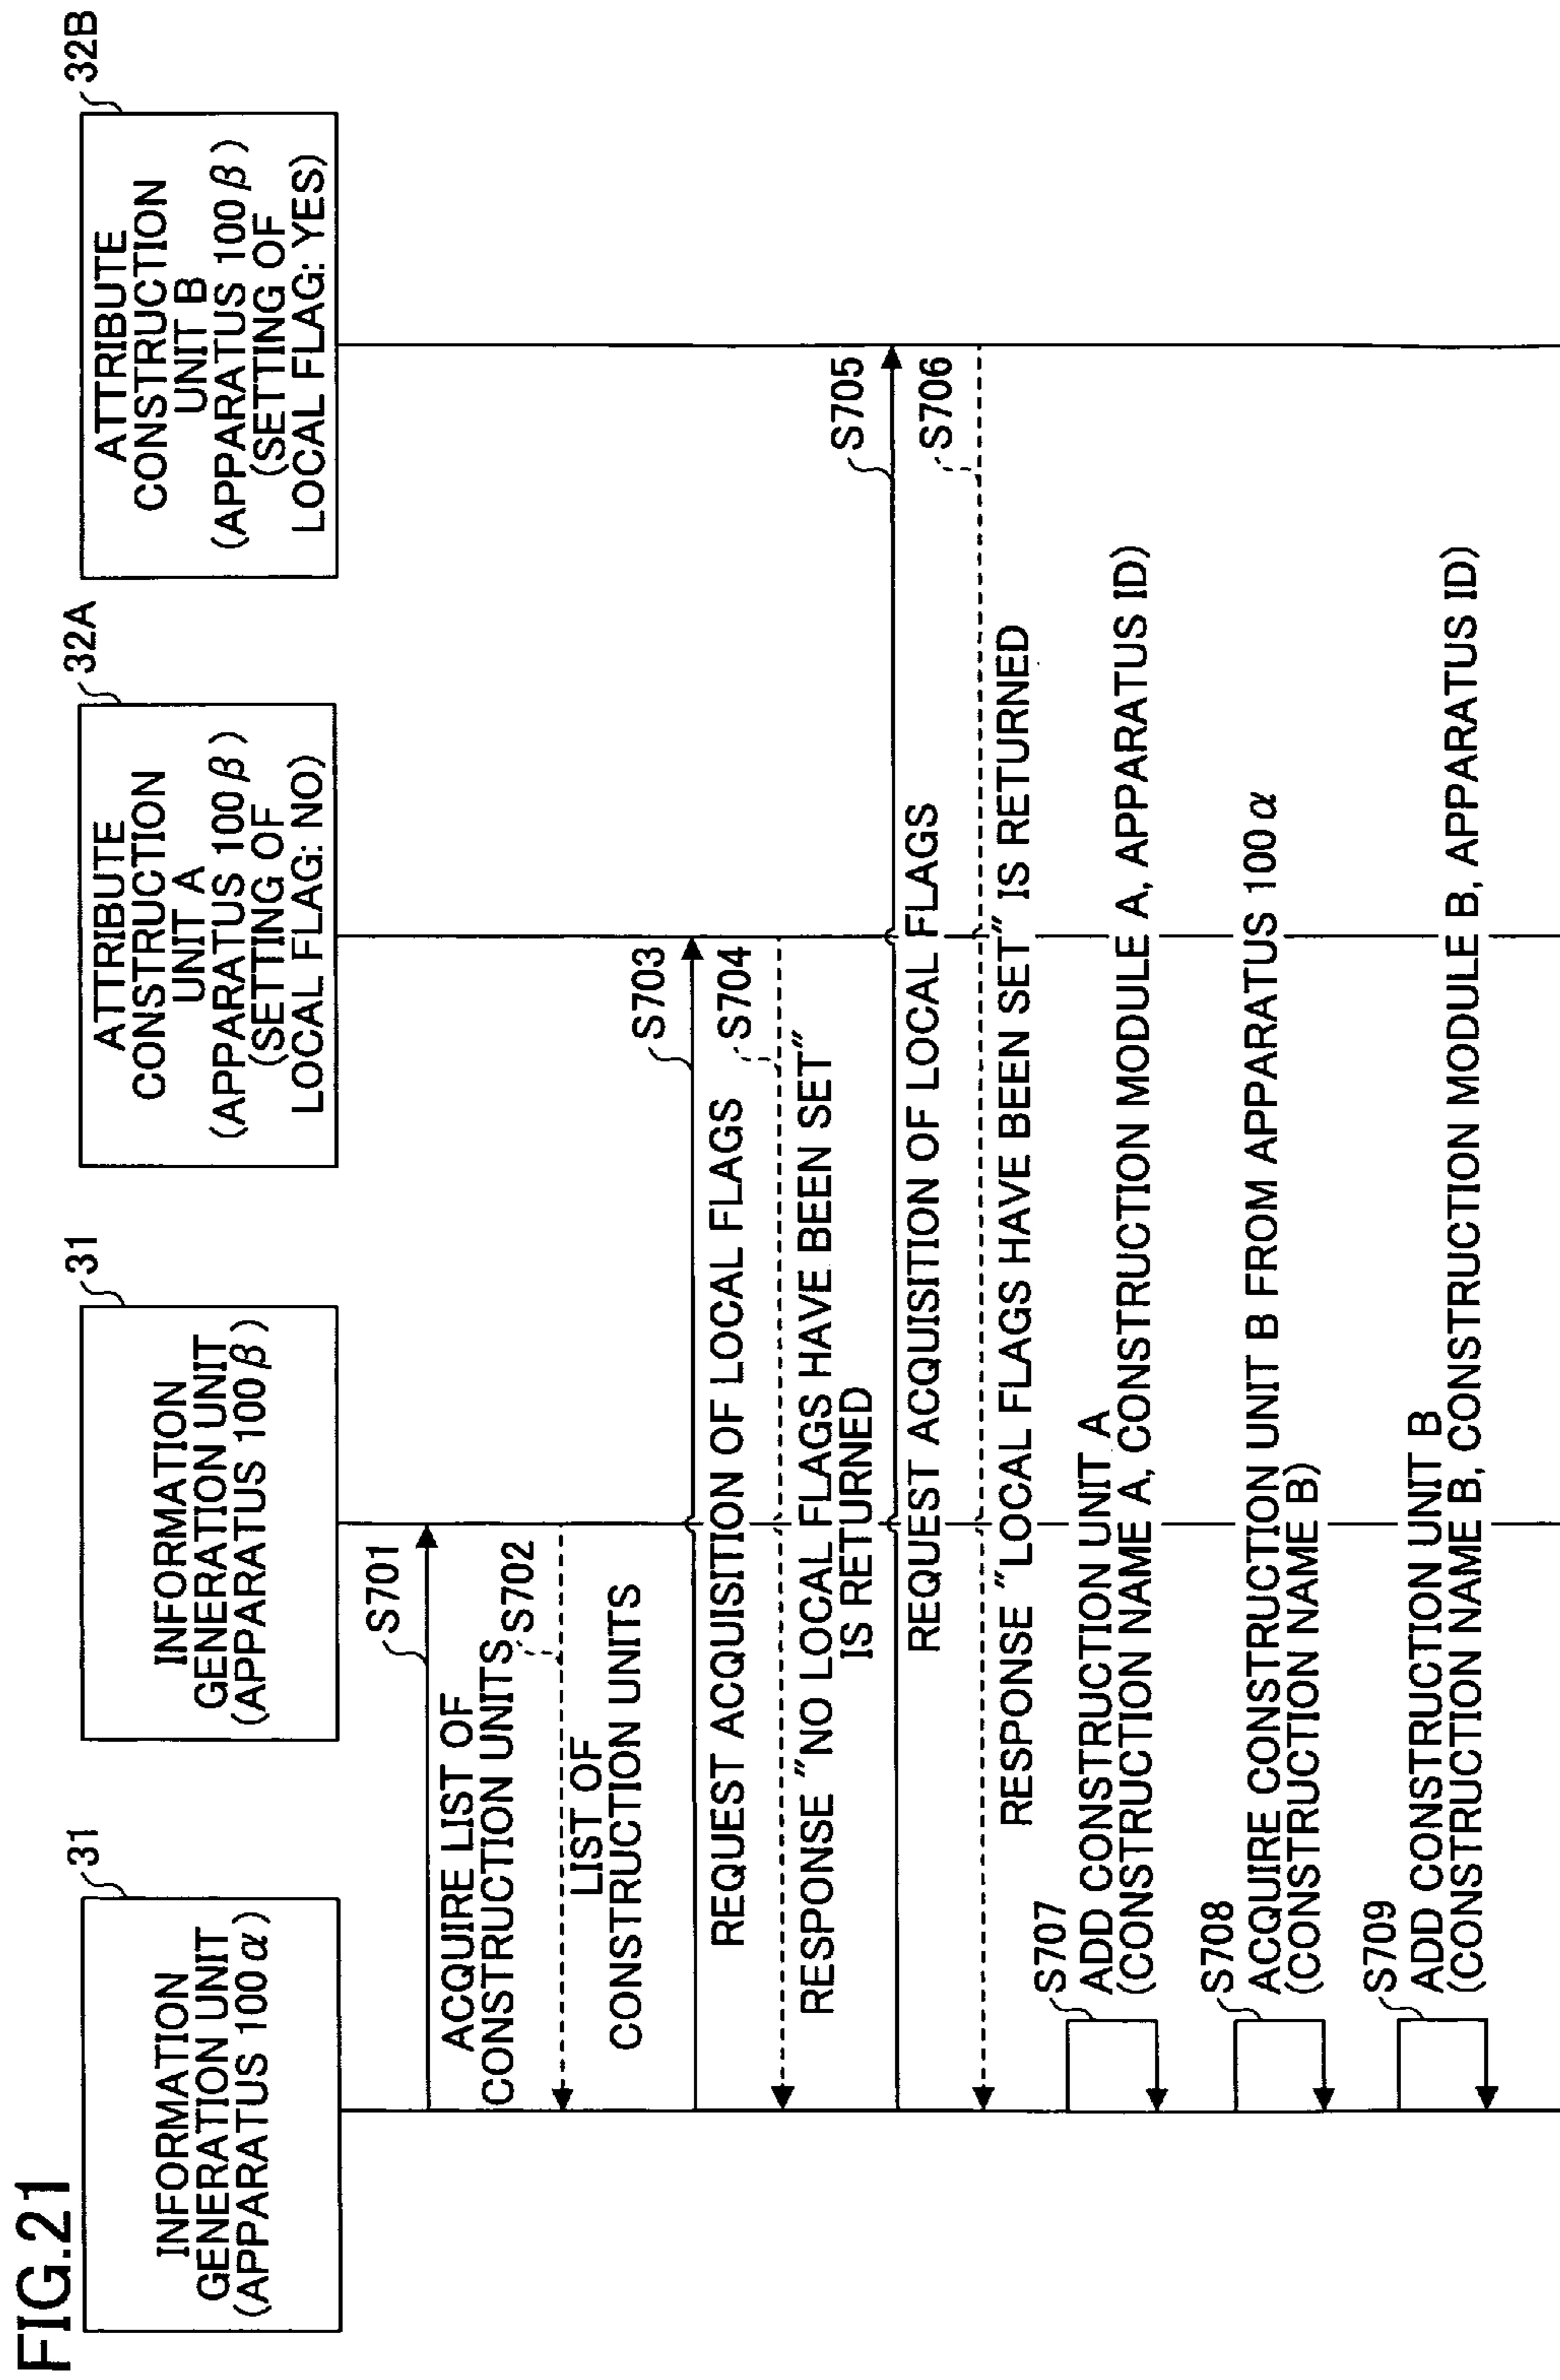 FIG.21
31
INFORMATION
GENERATION UNIT
(APPARATUS 100α)
31
INFORMATION
GENERATION UNIT
(APPARATUS 100β)
32A
ATTRIBUTE
CONSTRUCTION
UNIT A
(APPARATUS 100β)
(SETTING OF
LOCAL FLAG: NO)
32B
ATTRIBUTE
CONSTRUCTION
UNIT B
(APPARATUS 100β)
(SETTING OF
LOCAL FLAG: YES)
S701
ACQUIRE LIST OF
CONSTRUCTION UNITS
S702
LIST OF
CONSTRUCTION UNITS
S703
REQUEST ACQUISITION OF LOCAL FLAGS
S704
RESPONSE "NO LOCAL FLAGS HAVE BEEN SET"
IS RETURNED
S705
REQUEST ACQUISITION OF LOCAL FLAGS
S706
RESPONSE "LOCAL FLAGS HAVE BEEN SET" IS RETURNED
S707
ADD CONSTRUCTION UNIT A
(CONSTRUCTION NAME A, CONSTRUCTION MODULE A, APPARATUS ID)
S708
ACQUIRE CONSTRUCTION UNIT B FROM APPARATUS 100α
(CONSTRUCTION NAME B)
S709
ADD CONSTRUCTION UNIT B
(CONSTRUCTION NAME B, CONSTRUCTION MODULE B, APPARATUS ID)